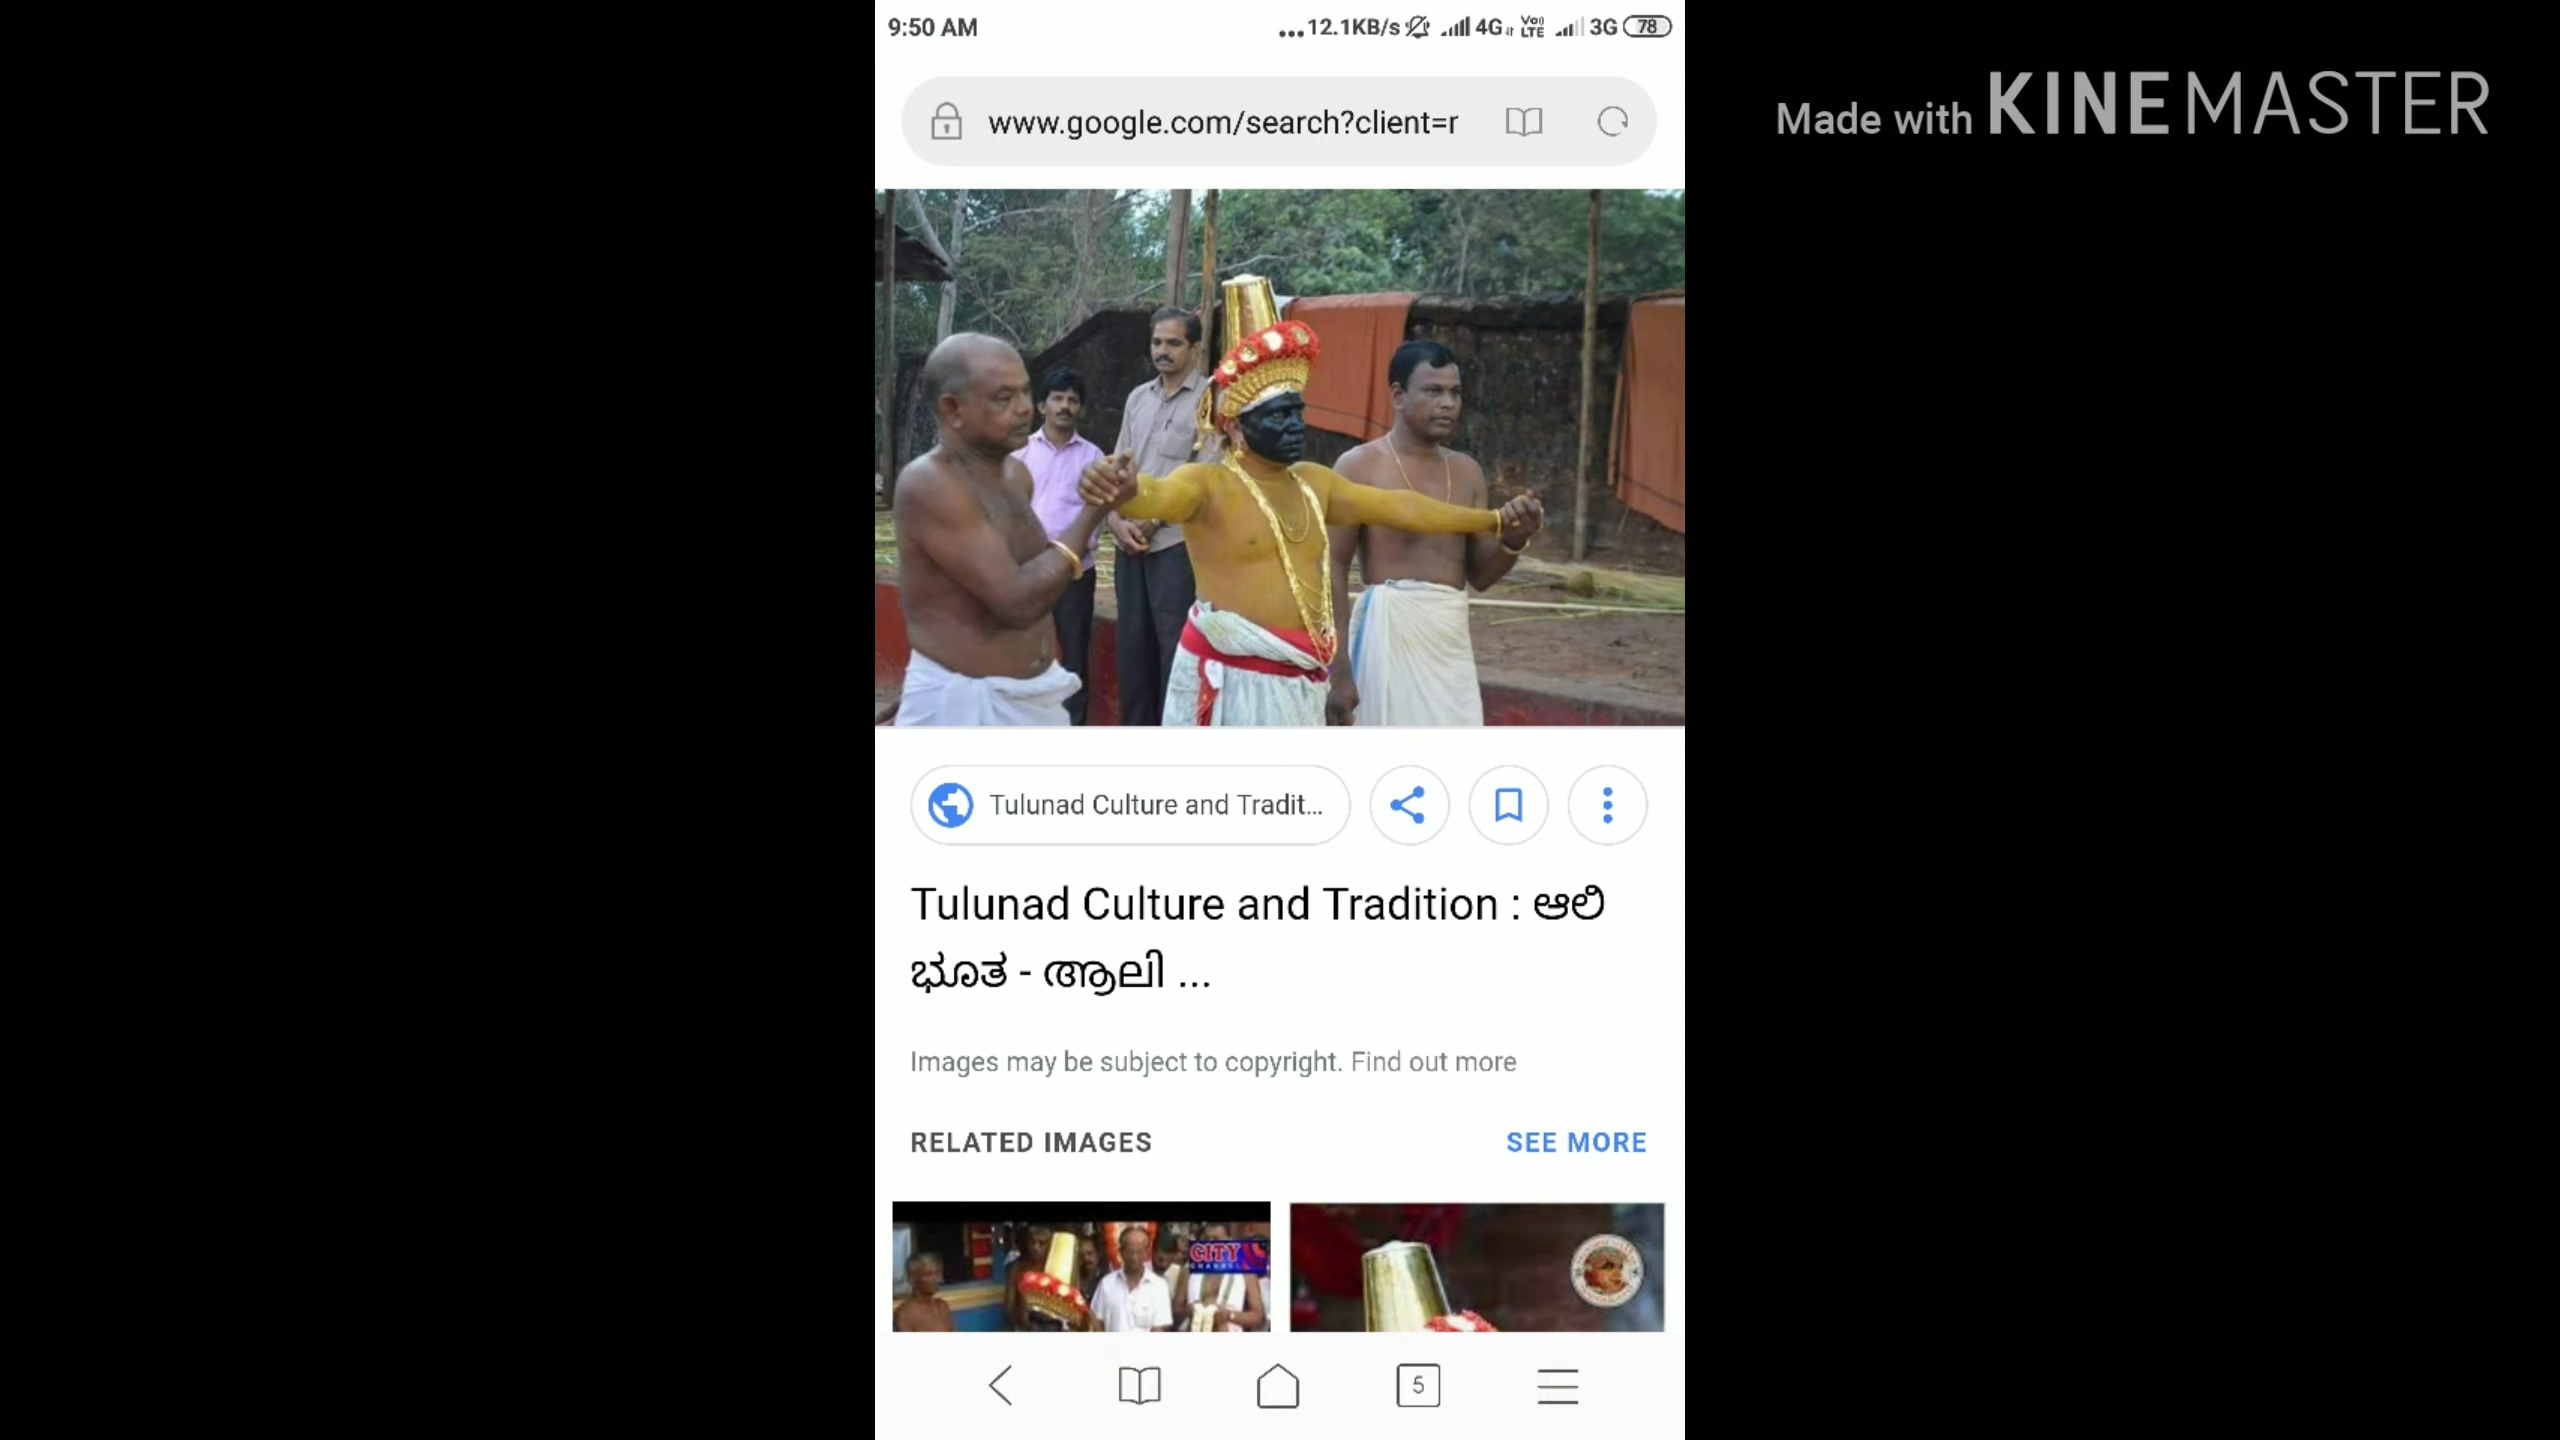 9:50 AM
...12.1KB/s 4G VoLTE 3G 78
Made with KINEMASTER
www.google.com/search?client=r
Tulunad Culture and Tradit...
Tulunad Culture and Tradition : ಆಲಿ
ಭೂತ - ആലി ...
Images may be subject to copyright. Find out more
RELATED IMAGES
SEE MORE
CITY
CHANNEL
5